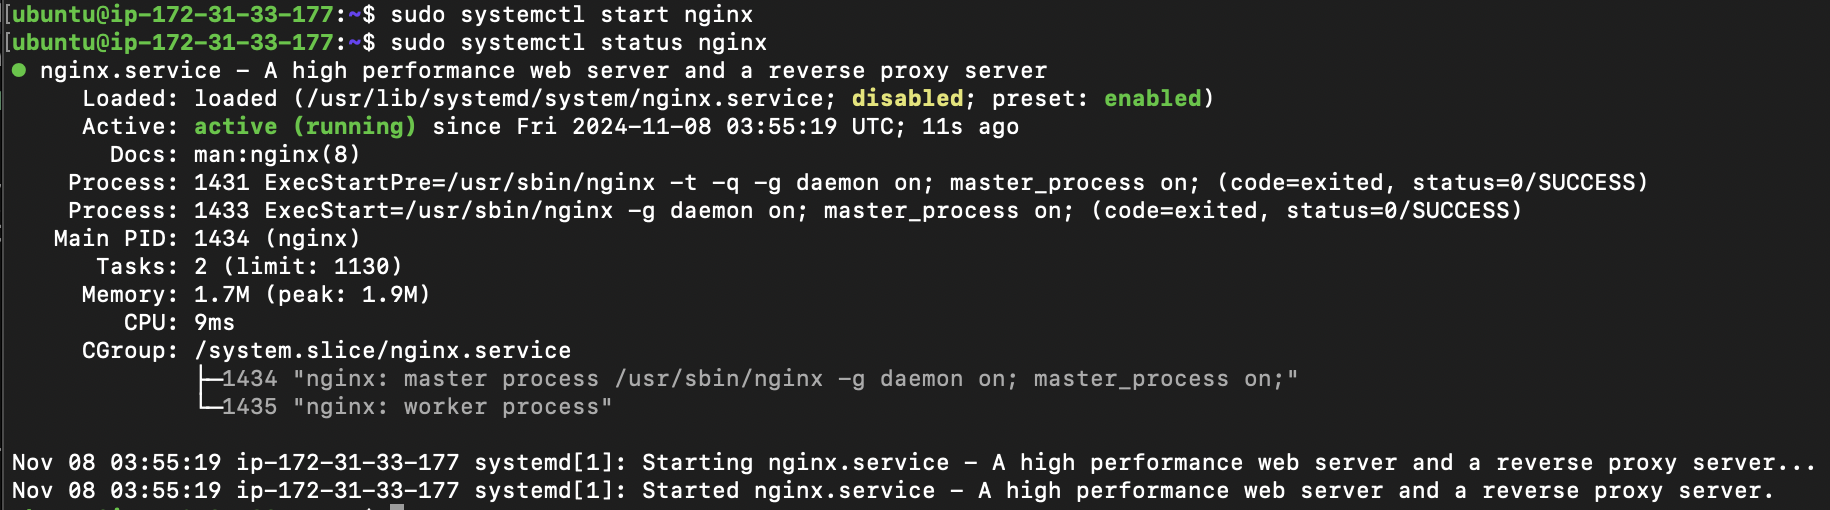 [ubuntu@ip-172-31-33-177:~$ sudo systemctl start nginx
[ubuntu@ip-172-31-33-177:~$ sudo systemctl status nginx
● nginx.service – A high performance web server and a reverse proxy server
Loaded: loaded (/usr/lib/systemd/system/nginx.service; disabled; preset: enabled)
Active: active (running) since Fri 2024-11-08 03:55:19 UTC; 11s ago
Docs: man:nginx(8)
Process: 1431 ExecStartPre=/usr/sbin/nginx -t -q -g daemon on; master_process on; (code=exited, status=0/SUCCESS)
Process: 1433 ExecStart=/usr/sbin/nginx -g daemon on; master_process on; (code=exited, status=0/SUCCESS)
Main PID: 1434 (nginx)
Tasks: 2 (limit: 1130)
Memory: 1.7M (peak: 1.9M)
CPU: 9ms
CGroup: /system.slice/nginx.service
├─1434 "nginx: master process /usr/sbin/nginx -g daemon on; master_process on;"
└─1435 "nginx: worker process"
Nov 08 03:55:19 ip-172-31-33-177 systemd[1]: Starting nginx.service – A high performance web server and a reverse proxy server...
Nov 08 03:55:19 ip-172-31-33-177 systemd[1]: Started nginx.service – A high performance web server and a reverse proxy server.